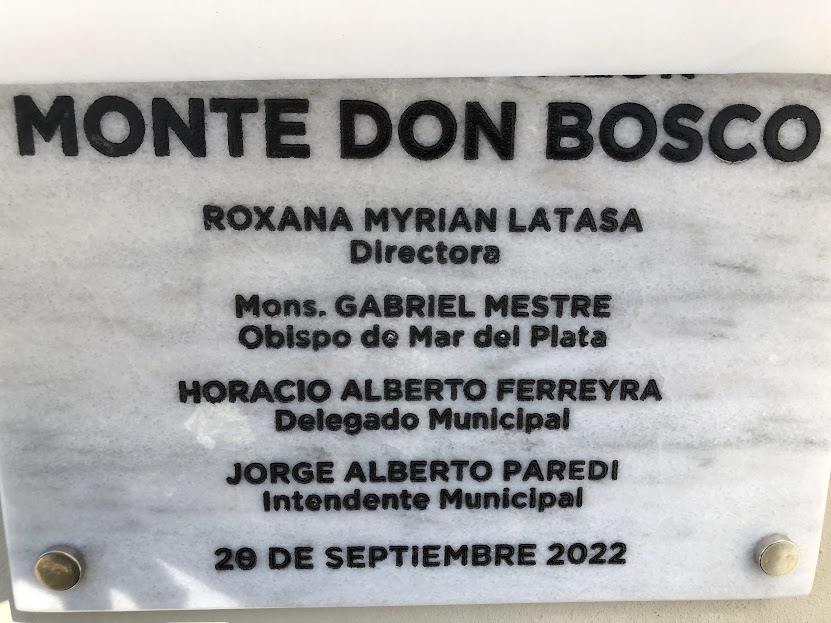 MONTE DON BOSCO
ROXANA MYRIAN LATASA
Directora
Mons. GABRIEL MESTRE
Obispo de Mar del Plata
HORACIO ALBERTO FERREYRA
Delegado Municipal
JORGE ALBERTO PAREDI
Intendente Municipal
20 DE SEPTIEMBRE 2022